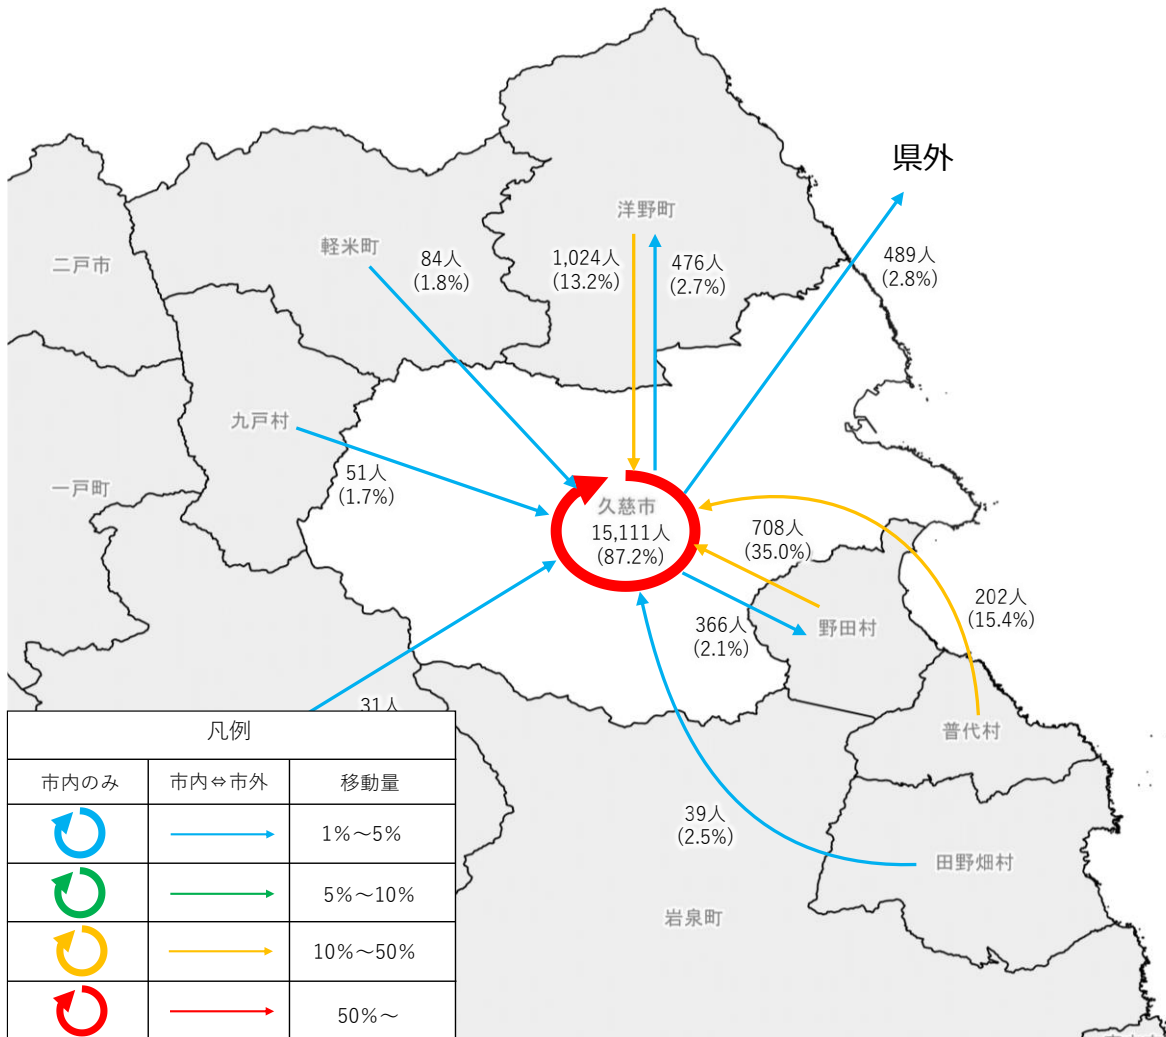 県外
洋野町
軽米町
二戸市
84人
(1.8%)
1,024人
(13.2%)
476人
(2.7%)
489人
(2.8%)
九戸村
一戸町
51人
(1.7%)
久慈市
15,111人
(87.2%)
708人
(35.0%)
202人
(15.4%)
366人
(2.1%)
野田村
31人
普代村
39人
(2.5%)
田野畑村
岩泉町
凡例
市内のみ
市内⇔市外
移動量
1%～5%
5%～10%
10%～50%
50%～